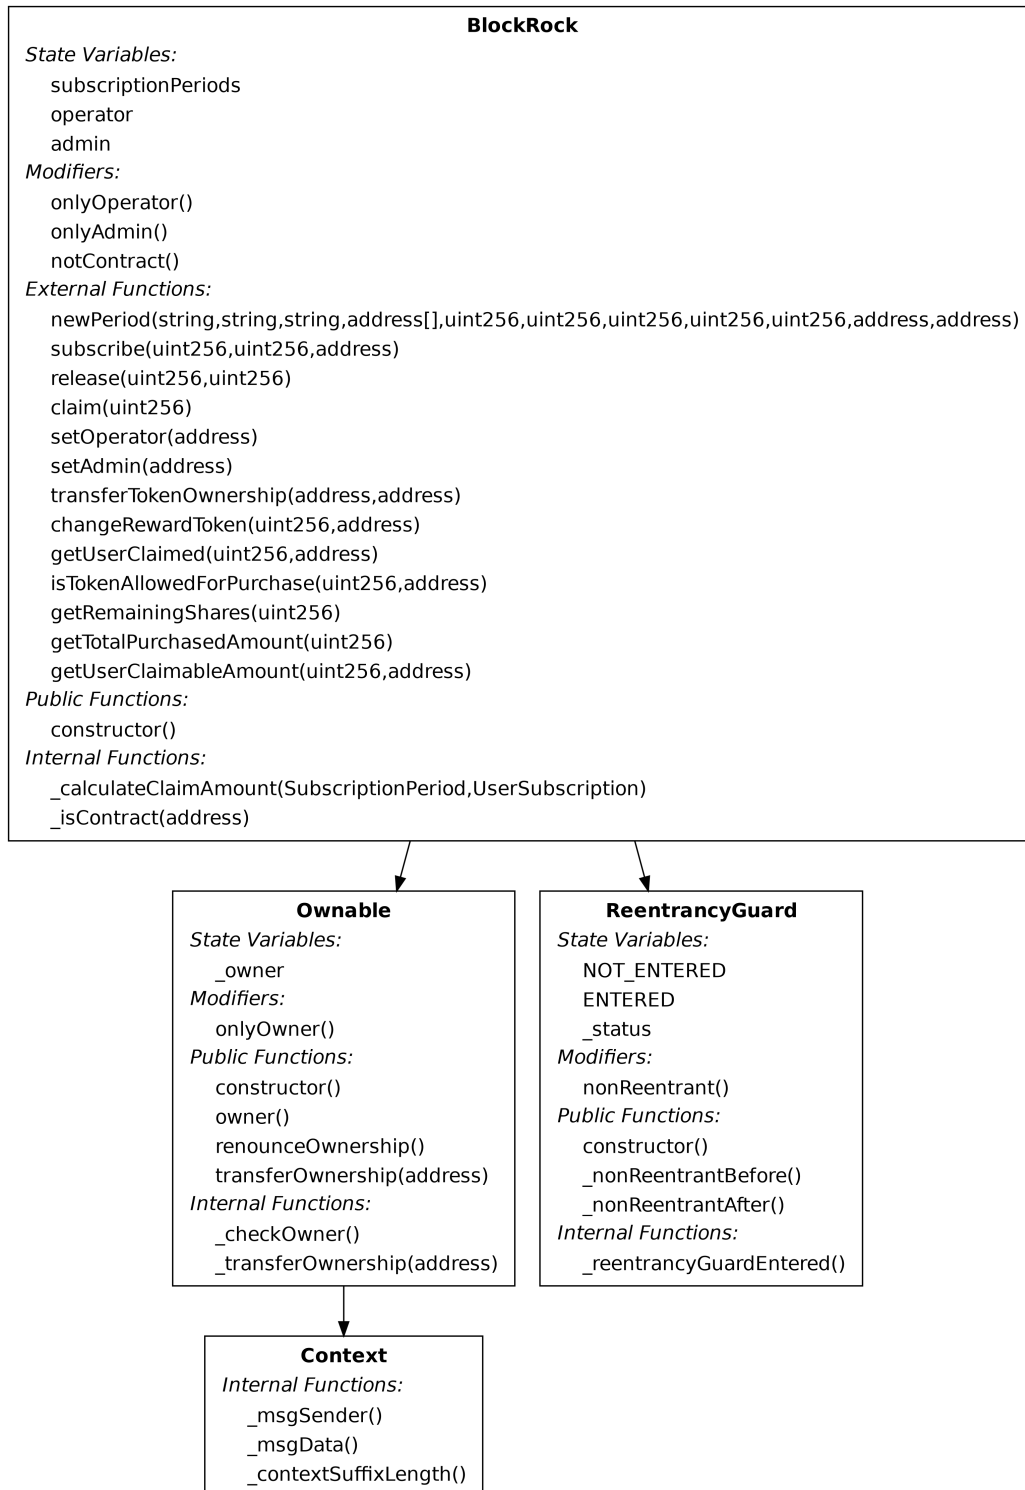 BlockRock
State Variables:
subscriptionPeriods
operator
admin
Modifiers:
onlyOperator()
onlyAdmin()
notContract()
External Functions:
newPeriod(string,string,string,address[],uint256,uint256,uint256,uint256,uint256,address,address)
subscribe(uint256,uint256,address)
release(uint256,uint256)
claim(uint256)
setOperator(address)
setAdmin(address)
transferTokenOwnership(address,address)
changeRewardToken(uint256,address)
getUserClaimed(uint256,address)
isTokenAllowedForPurchase(uint256,address)
getRemainingShares(uint256)
getTotalPurchasedAmount(uint256)
getUserClaimableAmount(uint256,address)
Public Functions:
constructor()
Internal Functions:
_calculateClaimAmount(SubscriptionPeriod,UserSubscription)
_isContract(address)
Ownable
State Variables:
_owner
Modifiers:
onlyOwner()
Public Functions:
constructor()
owner()
renounceOwnership()
transferOwnership(address)
Internal Functions:
_checkOwner()
_transferOwnership(address)
ReentrancyGuard
State Variables:
NOT_ENTERED
ENTERED
_status
Modifiers:
nonReentrant()
Public Functions:
constructor()
_nonReentrantBefore()
_nonReentrantAfter()
Internal Functions:
_reentrancyGuardEntered()
Context
Internal Functions:
_msgSender()
_msgData()
_contextSuffixLength()